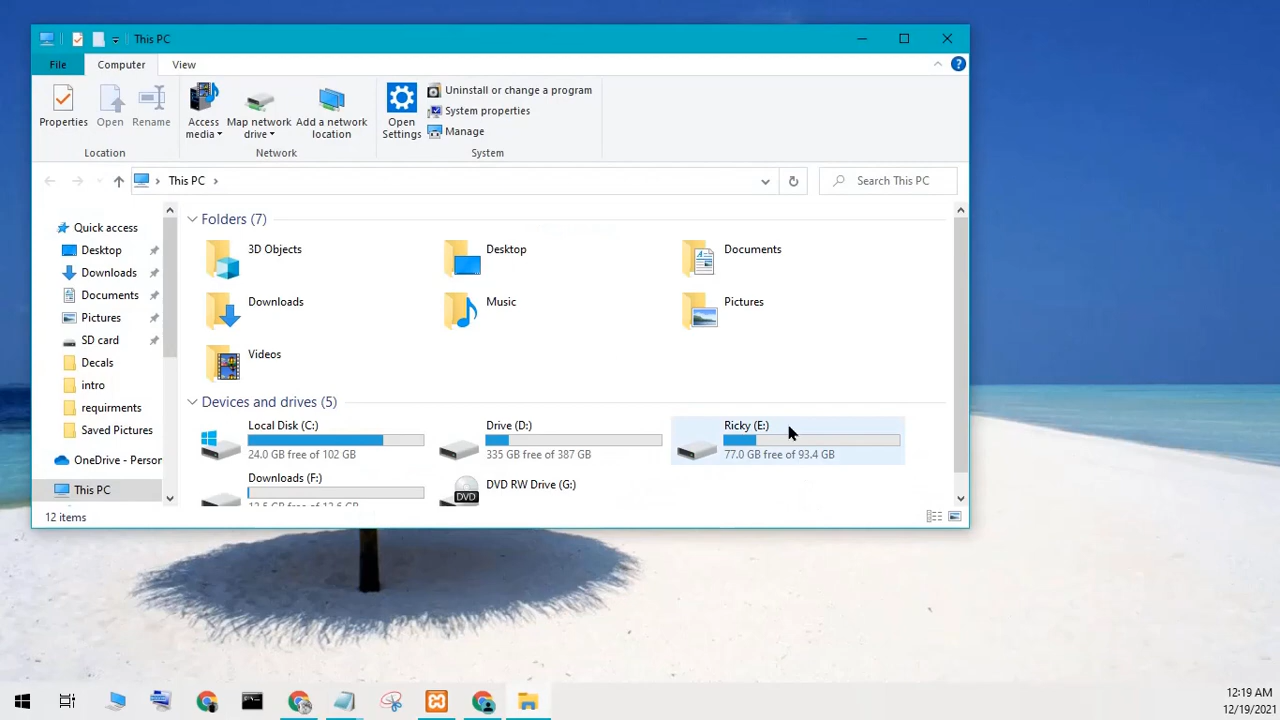 This PC
File Computer View
Properties Open Rename Access media Map network drive Add a network location Open Settings Uninstall or change a program
System properties
Manage
Location Network System
This PC Search This PC
Quick access
Desktop
Downloads
Documents
Pictures
SD card
Decals
intro
requirments
Saved Pictures
OneDrive - Person
This PC
Folders (7)
3D Objects Desktop Documents
Downloads Music Pictures
Videos
Devices and drives (5)
Local Disk (C:) Drive (D:) Ricky (E:)
24.0 GB free of 102 GB 335 GB free of 387 GB 77.0 GB free of 93.4 GB
Downloads (F:) DVD RW Drive (G:)
DVD
12 items
12:19 AM
12/19/2021